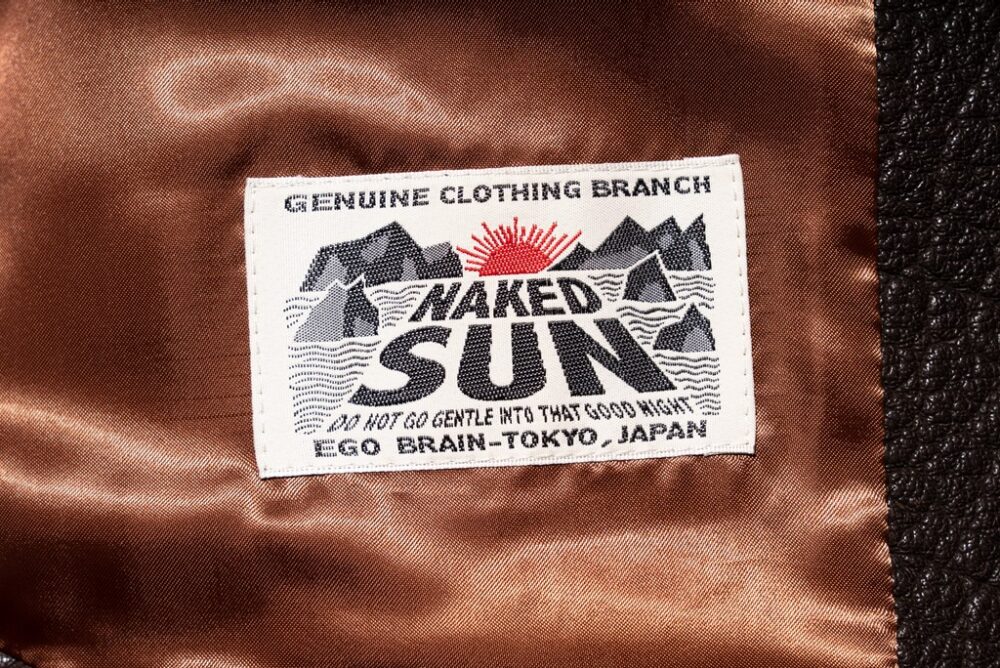 GENUINE CLOTHING BRANCH
NAKED
SUN
DO NOT GO GENTLE INTO THAT GOOD NIGHT
EGO BRAIN-TOKYO, JAPAN